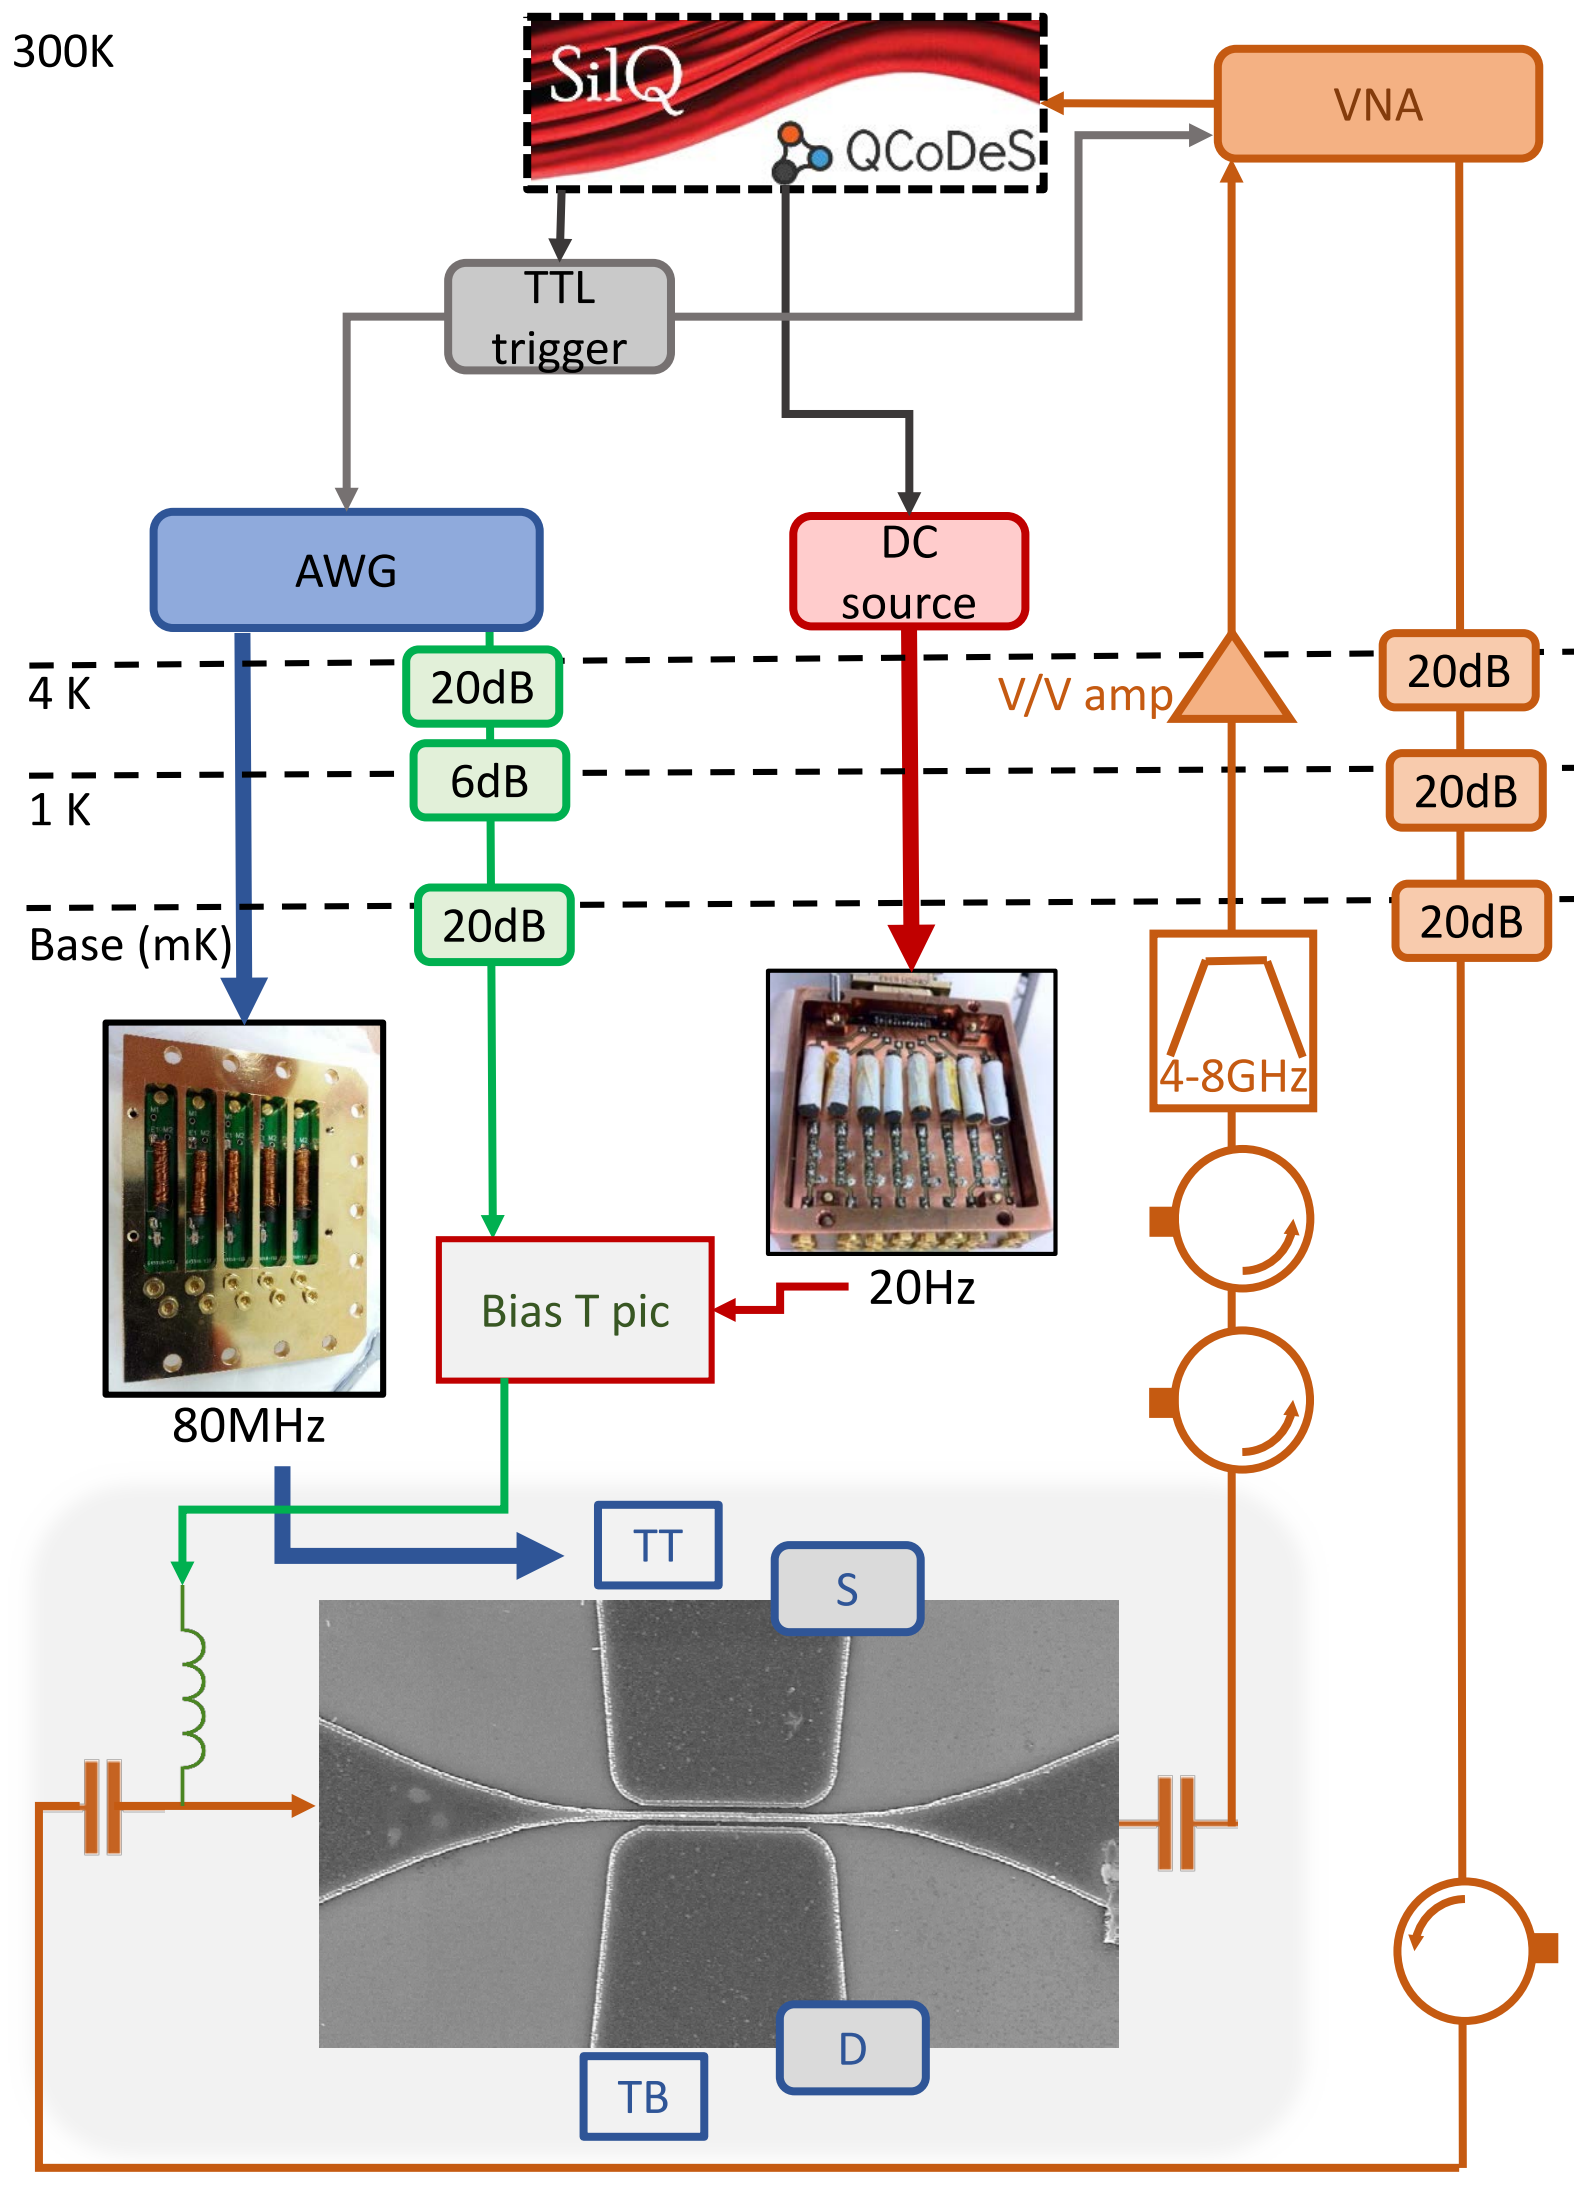 300K
SilQ
QCoDeS
VNA
TTL
trigger
AWG
DC
source
4 K
20dB
V/V amp
20dB
1 K
6dB
20dB
Base (mK)
20dB
20dB
4-8GHz
Bias T pic
20Hz
80MHz
TT
S
D
TB